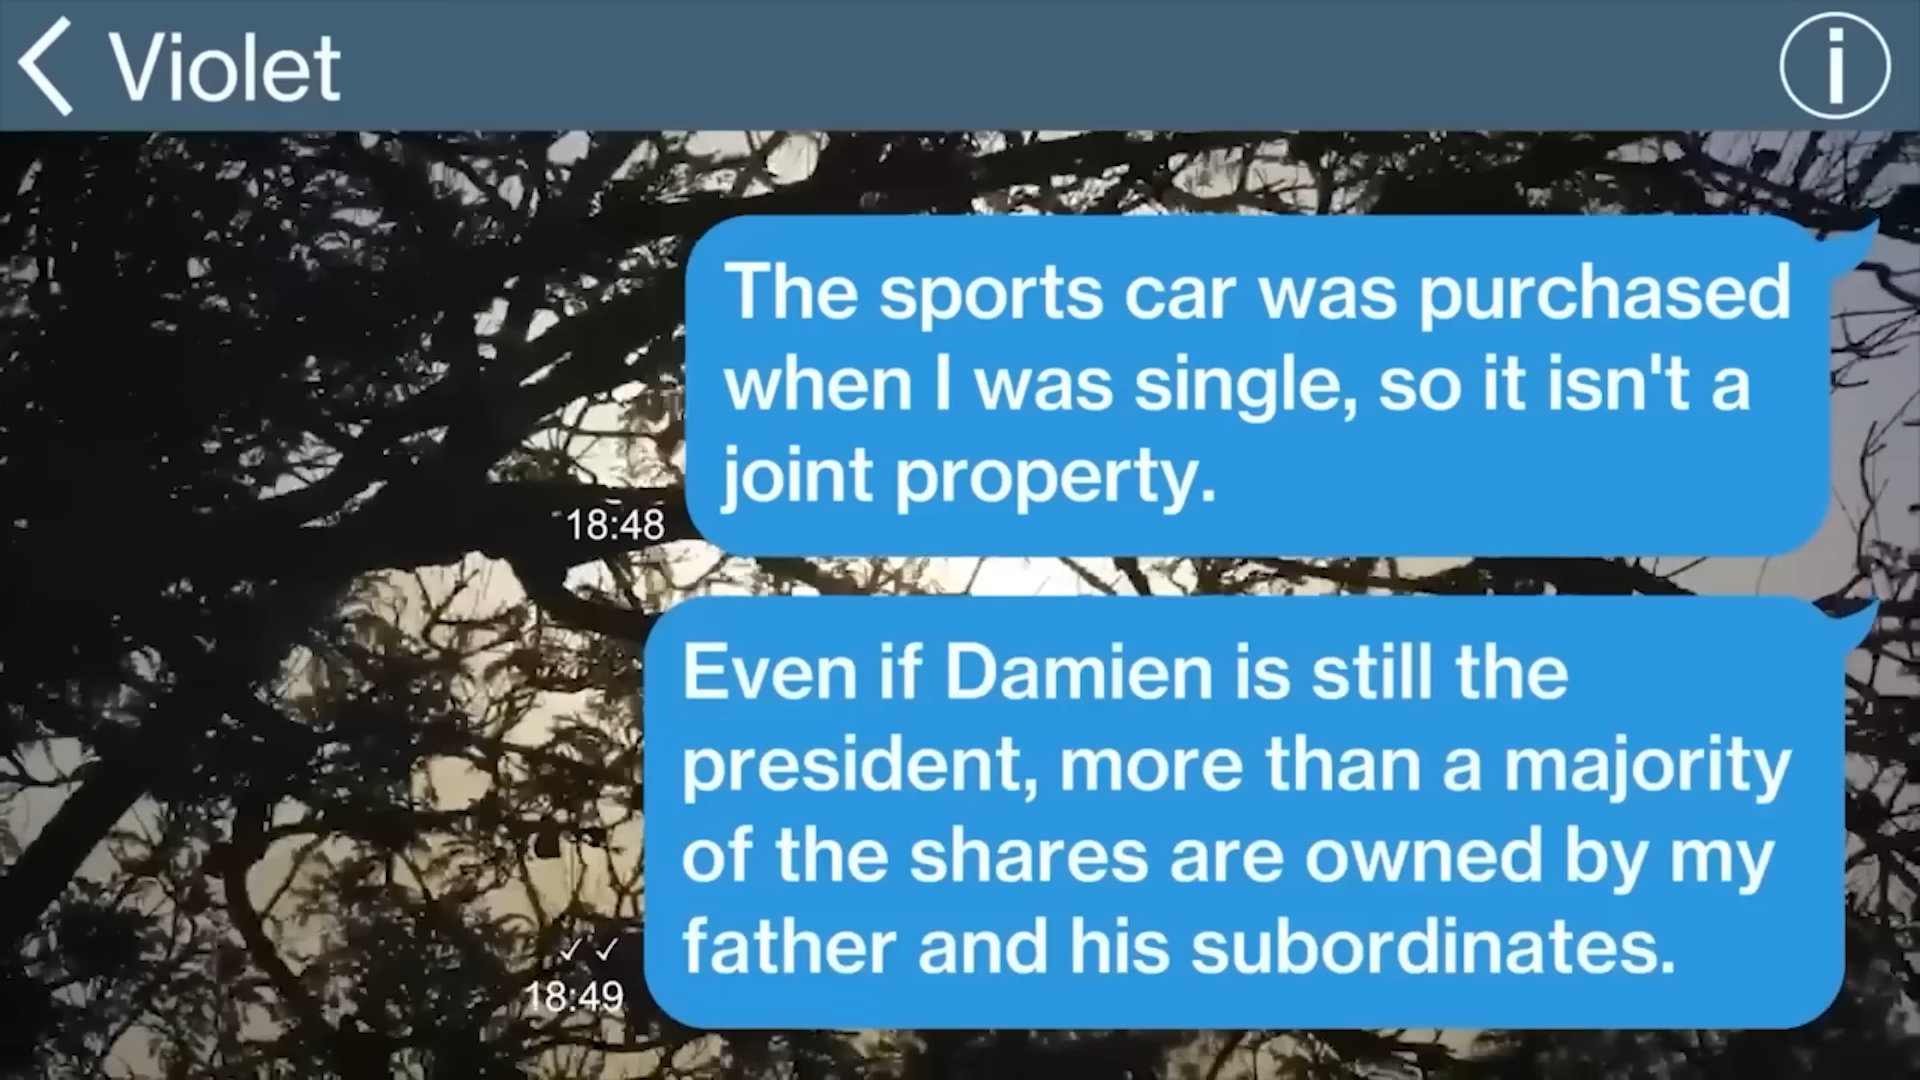 Violet
The sports car was purchased
when I was single, so it isn't a
joint property.
18:48
Even if Damien is still the
president, more than a majority
of the shares are owned by my
father and his subordinates.
✓✓
18:49